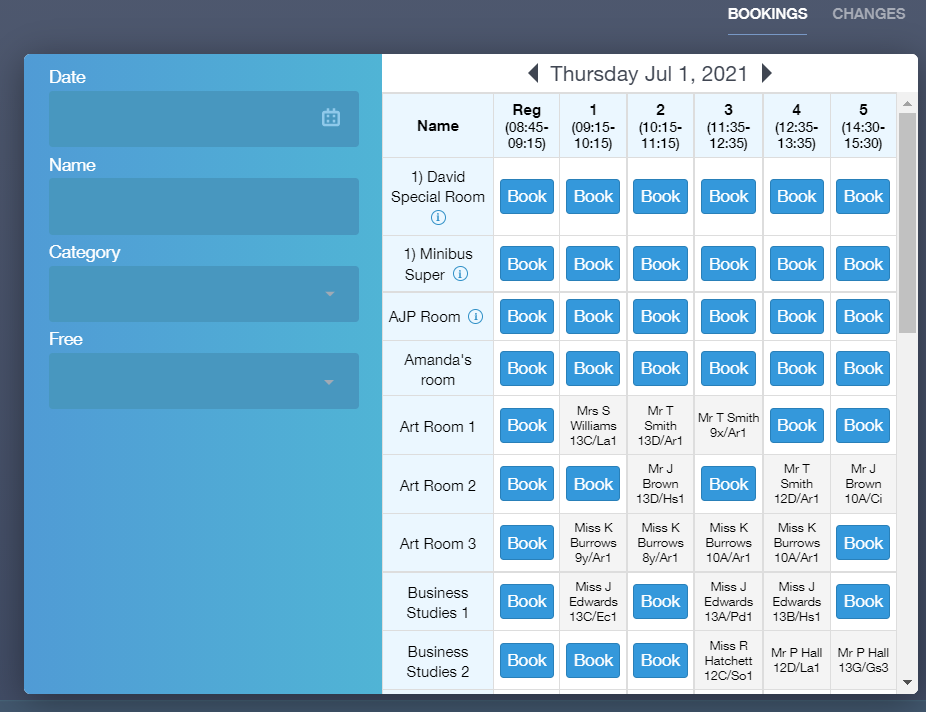 BOOKINGS CHANGES
Date
Name
Category
Free
Thursday Jul 1, 2021
Name Reg 1 2 3 4 5
(08:45- (09:15- (10:15- (11:35- (12:35- (14:30-
09:15) 10:15) 11:15) 12:35) 13:35) 15:30)
1) David
Special Room Book Book Book Book Book Book
1) Minibus
Super Book Book Book Book Book Book
AJP Room Book Book Book Book Book Book
Amanda's
room Book Book Book Book Book Book
Art Room 1 Book Mrs S Williams 13C/La1 Mr T Smith 13D/Ar1 Mr T Smith 9x/Ar1 Book Book
Art Room 2 Book Book Mr J Brown 13D/Hs1 Book Mr T Smith 12D/Ar1 Mr J Brown 10A/Ci
Art Room 3 Book Miss K Burrows 9y/Ar1 Miss K Burrows 8y/Ar1 Miss K Burrows 10A/Ar1 Miss K Burrows 10A/Ar1 Book
Business
Studies 1 Book Miss J Edwards 13C/Ec1 Book Miss J Edwards 13A/Pd1 Miss J Edwards 13B/Hs1 Book
Business
Studies 2 Book Book Book Miss R Hatchett 12C/So1 Mr P Hall 12D/La1 Mr P Hall 13G/Gs3